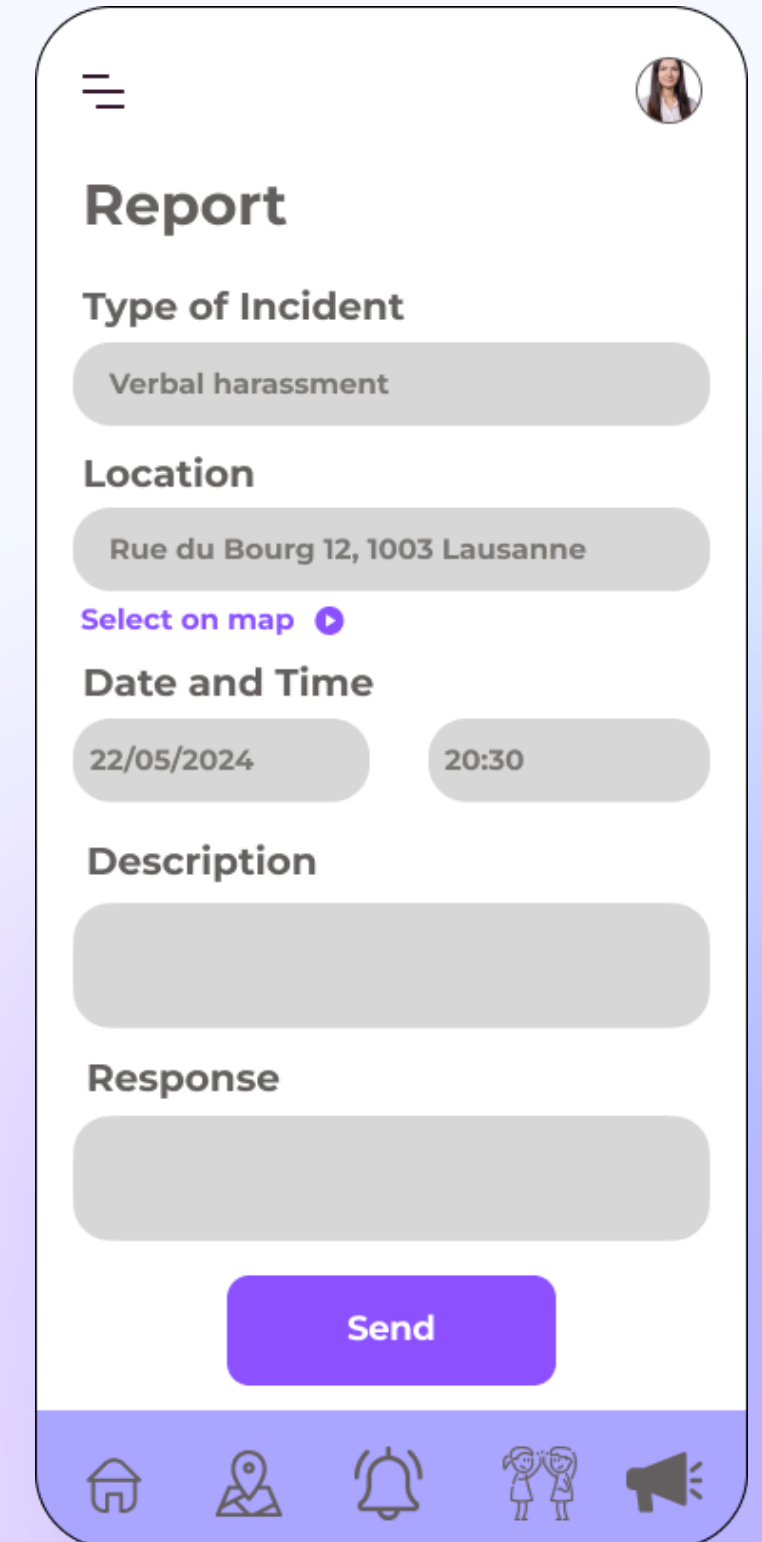 Report
Type of Incident
Verbal harassment
Location
Rue du Bourg 12, 1003 Lausanne
Select on map
Date and Time
22/05/2024 20:30
Description
Response
Send